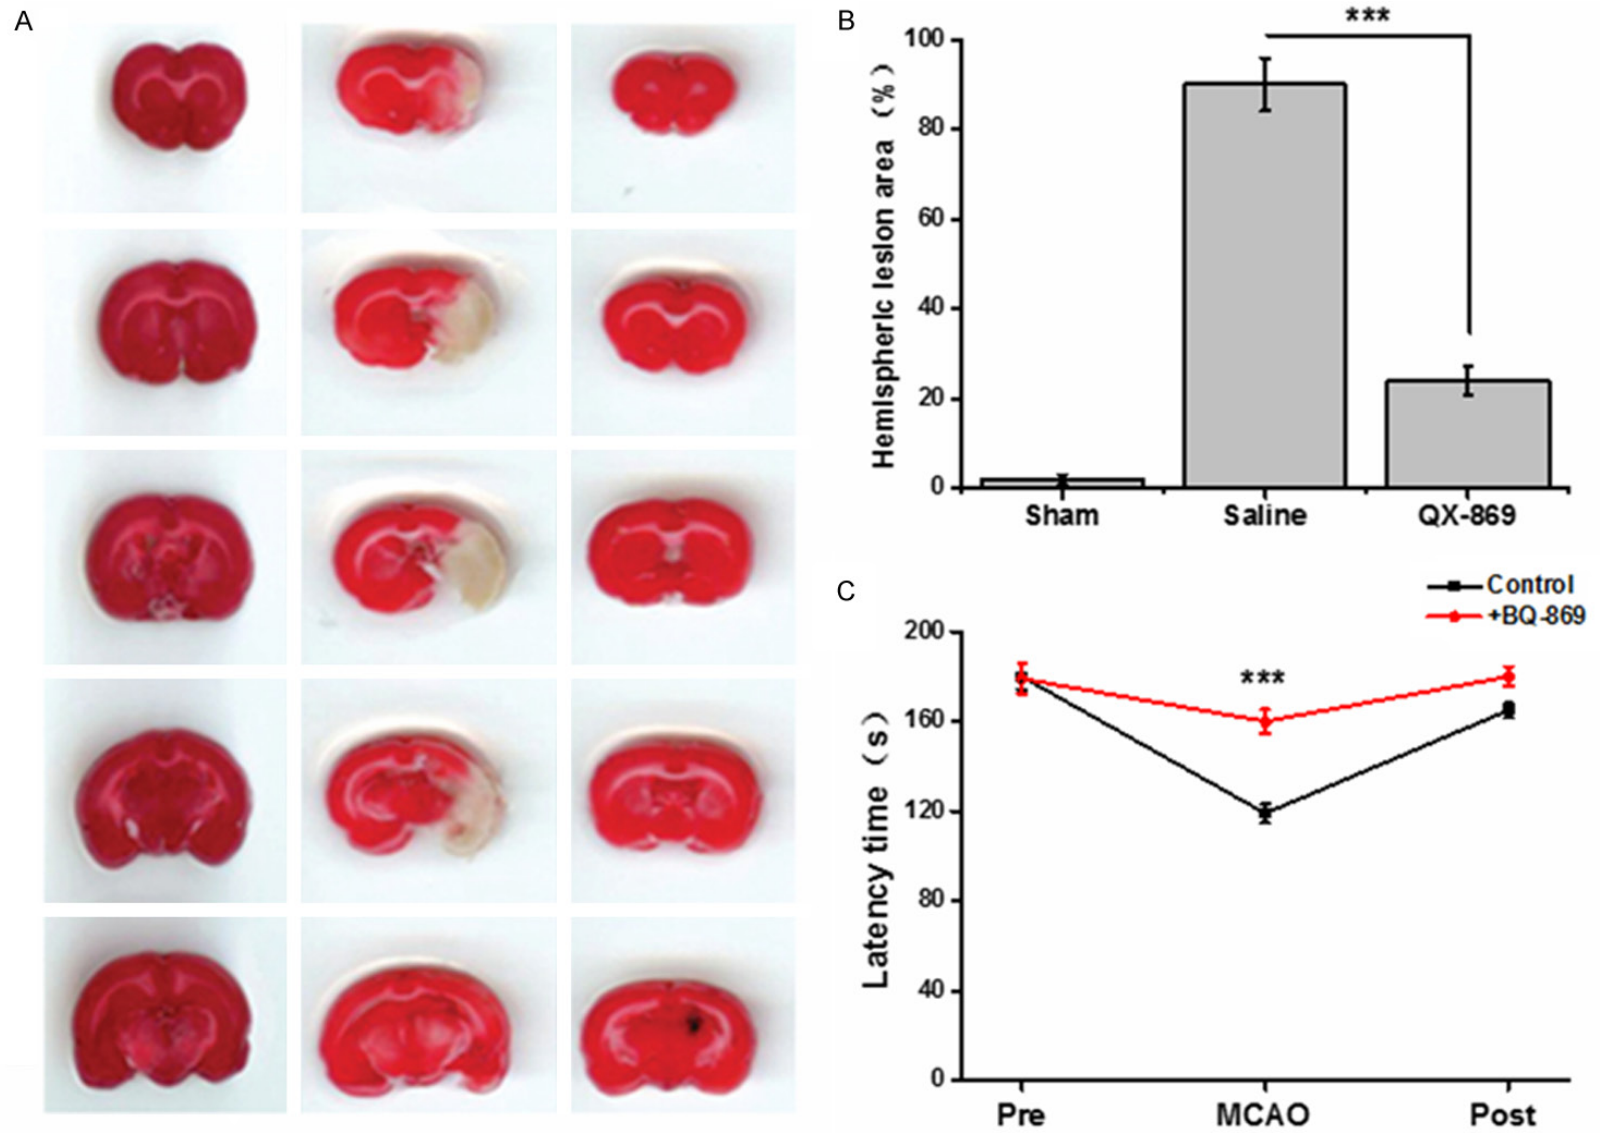 A
B
***
100
80
60
40
20
0
Hemispheric lesion area (%)
Sham Saline QX-869
C
Control
+BQ-869
200
160
120
80
40
0
Latency time (s)
***
Pre MCAO Post